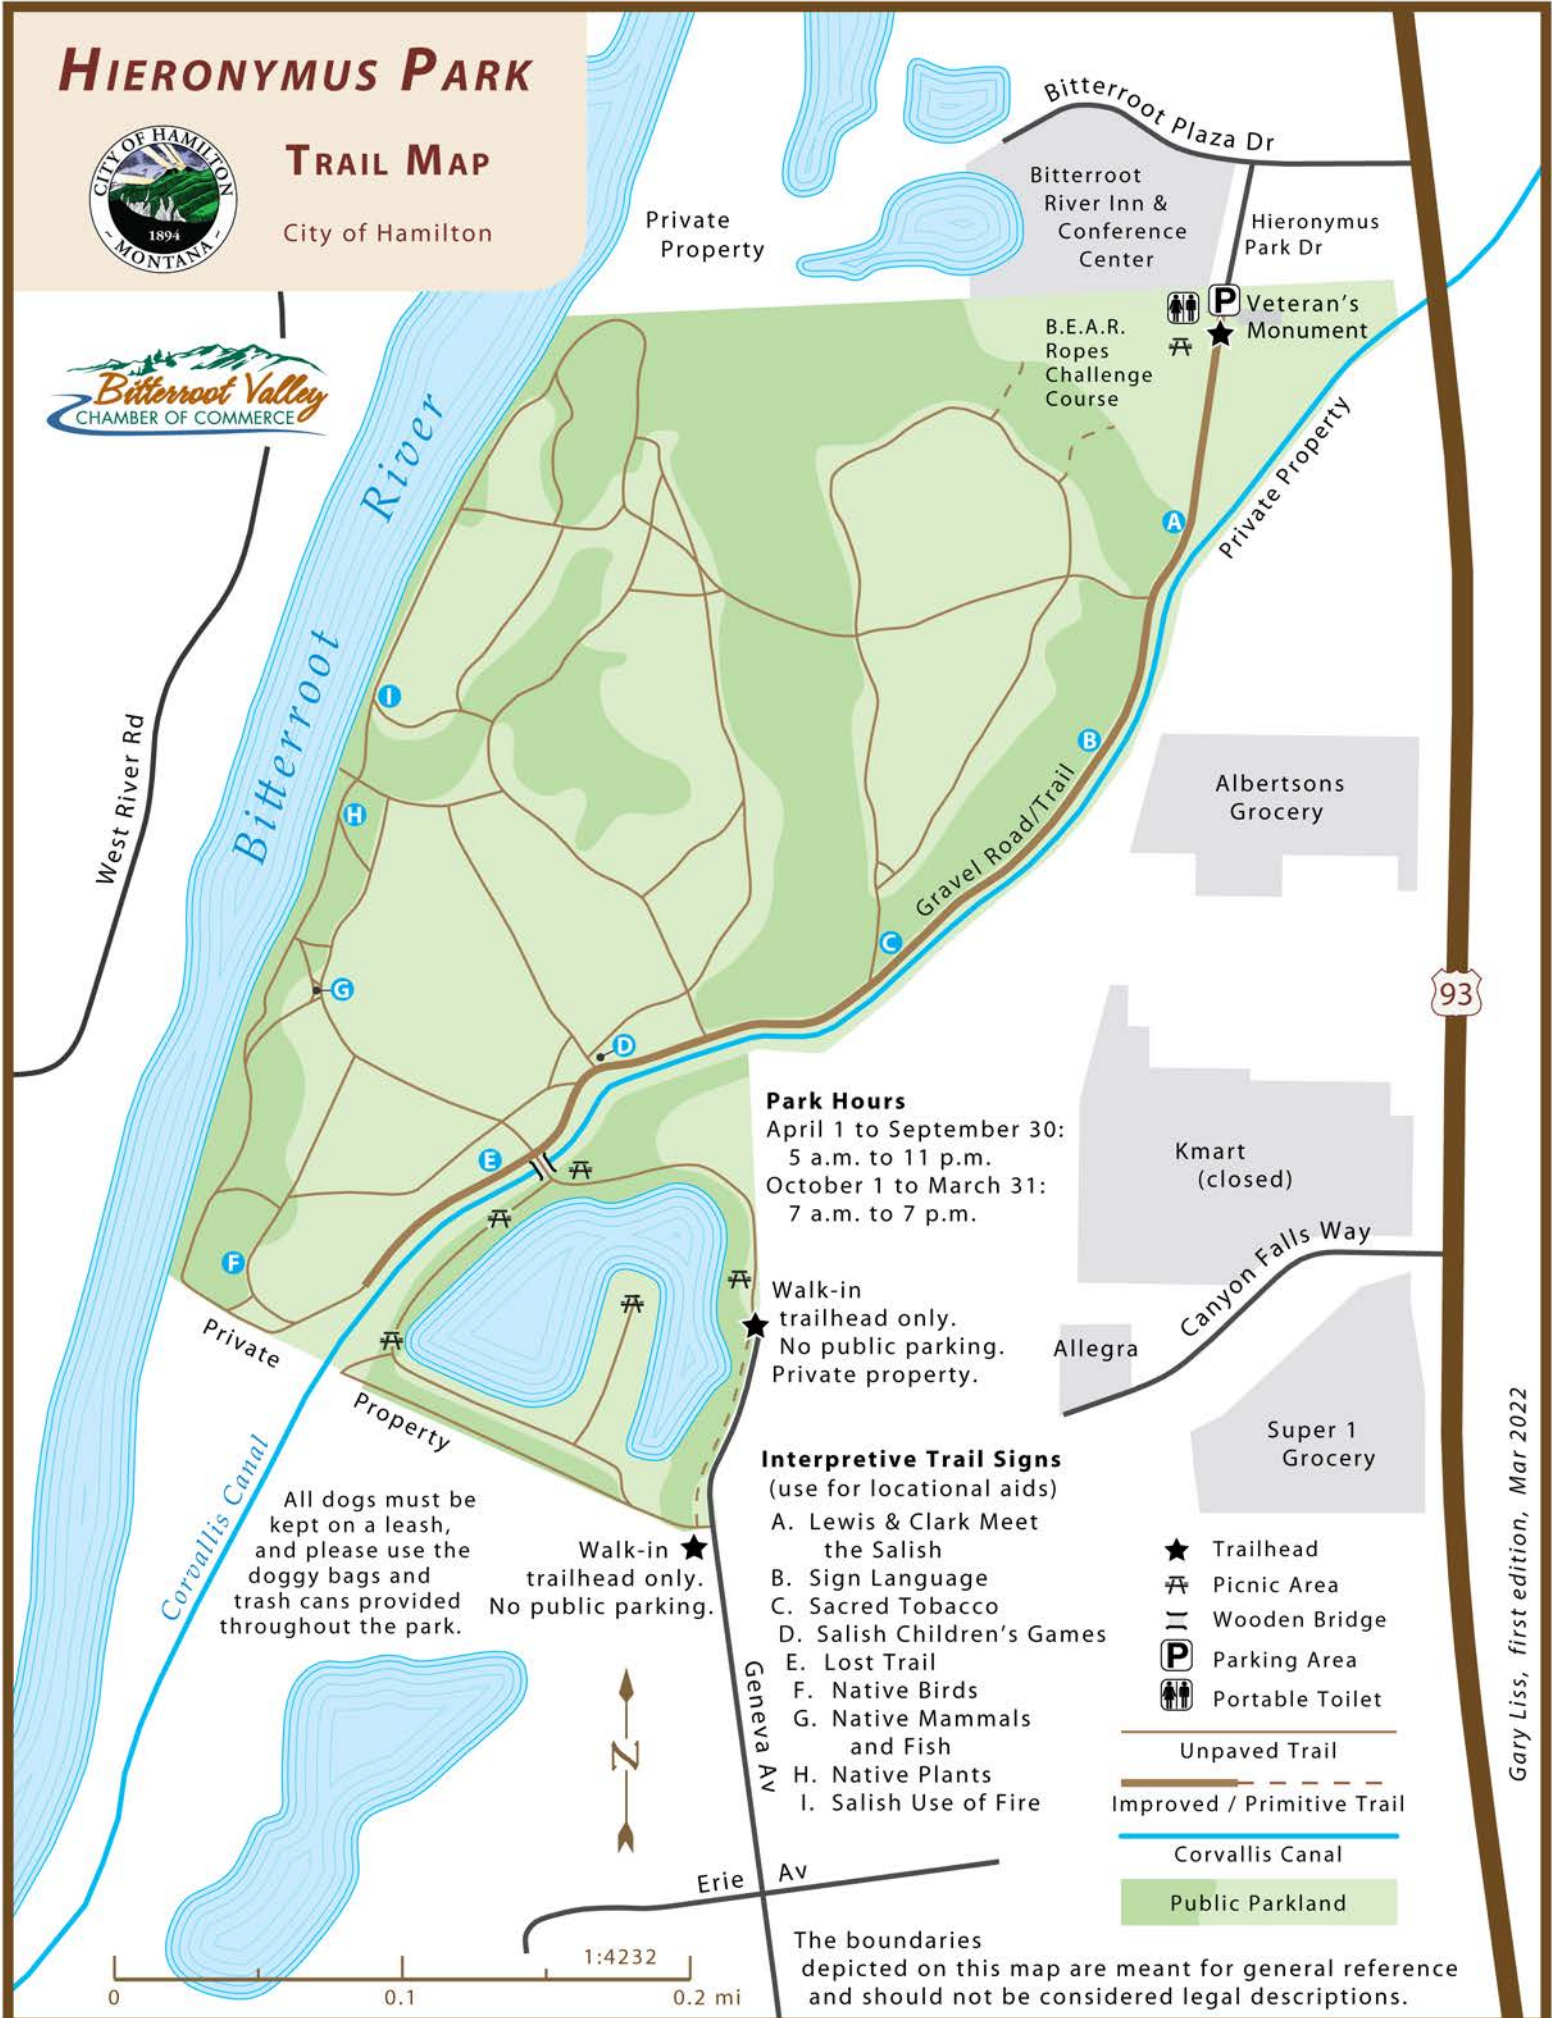 HIERONYMUS PARK
TRAIL MAP
City of Hamilton
CITY OF HAMILTON
1894
~ MONTANA ~
Bitterroot Valley
CHAMBER OF COMMERCE
Bitterroot Plaza Dr
Bitterroot
River Inn &
Conference
Center
Hieronymus
Park Dr
Private
Property
P
Veteran's
Monument
B.E.A.R.
Ropes
Challenge
Course
Private Property
Bitterroot River
West River Rd
A
B
C
D
E
F
G
H
I
Gravel Road/Trail
Albertsons
Grocery
93
Kmart
(closed)
Canyon Falls Way
Allegra
Super 1
Grocery
Park Hours
April 1 to September 30:
5 a.m. to 11 p.m.
October 1 to March 31:
7 a.m. to 7 p.m.
Walk-in
trailhead only.
No public parking.
Private property.
Private
Property
Corvallis Canal
All dogs must be
kept on a leash,
and please use the
doggy bags and
trash cans provided
throughout the park.
Walk-in
trailhead only.
No public parking.
Interpretive Trail Signs
(use for locational aids)
A. Lewis & Clark Meet
the Salish
B. Sign Language
C. Sacred Tobacco
D. Salish Children's Games
E. Lost Trail
F. Native Birds
G. Native Mammals
and Fish
H. Native Plants
I. Salish Use of Fire
Trailhead
Picnic Area
Wooden Bridge
P Parking Area
Portable Toilet
Unpaved Trail
Improved / Primitive Trail
Corvallis Canal
Public Parkland
Gary Liss, first edition, Mar 2022
N
Geneva Av
Erie Av
1:4232
0 0.1 0.2 mi
The boundaries
depicted on this map are meant for general reference
and should not be considered legal descriptions.